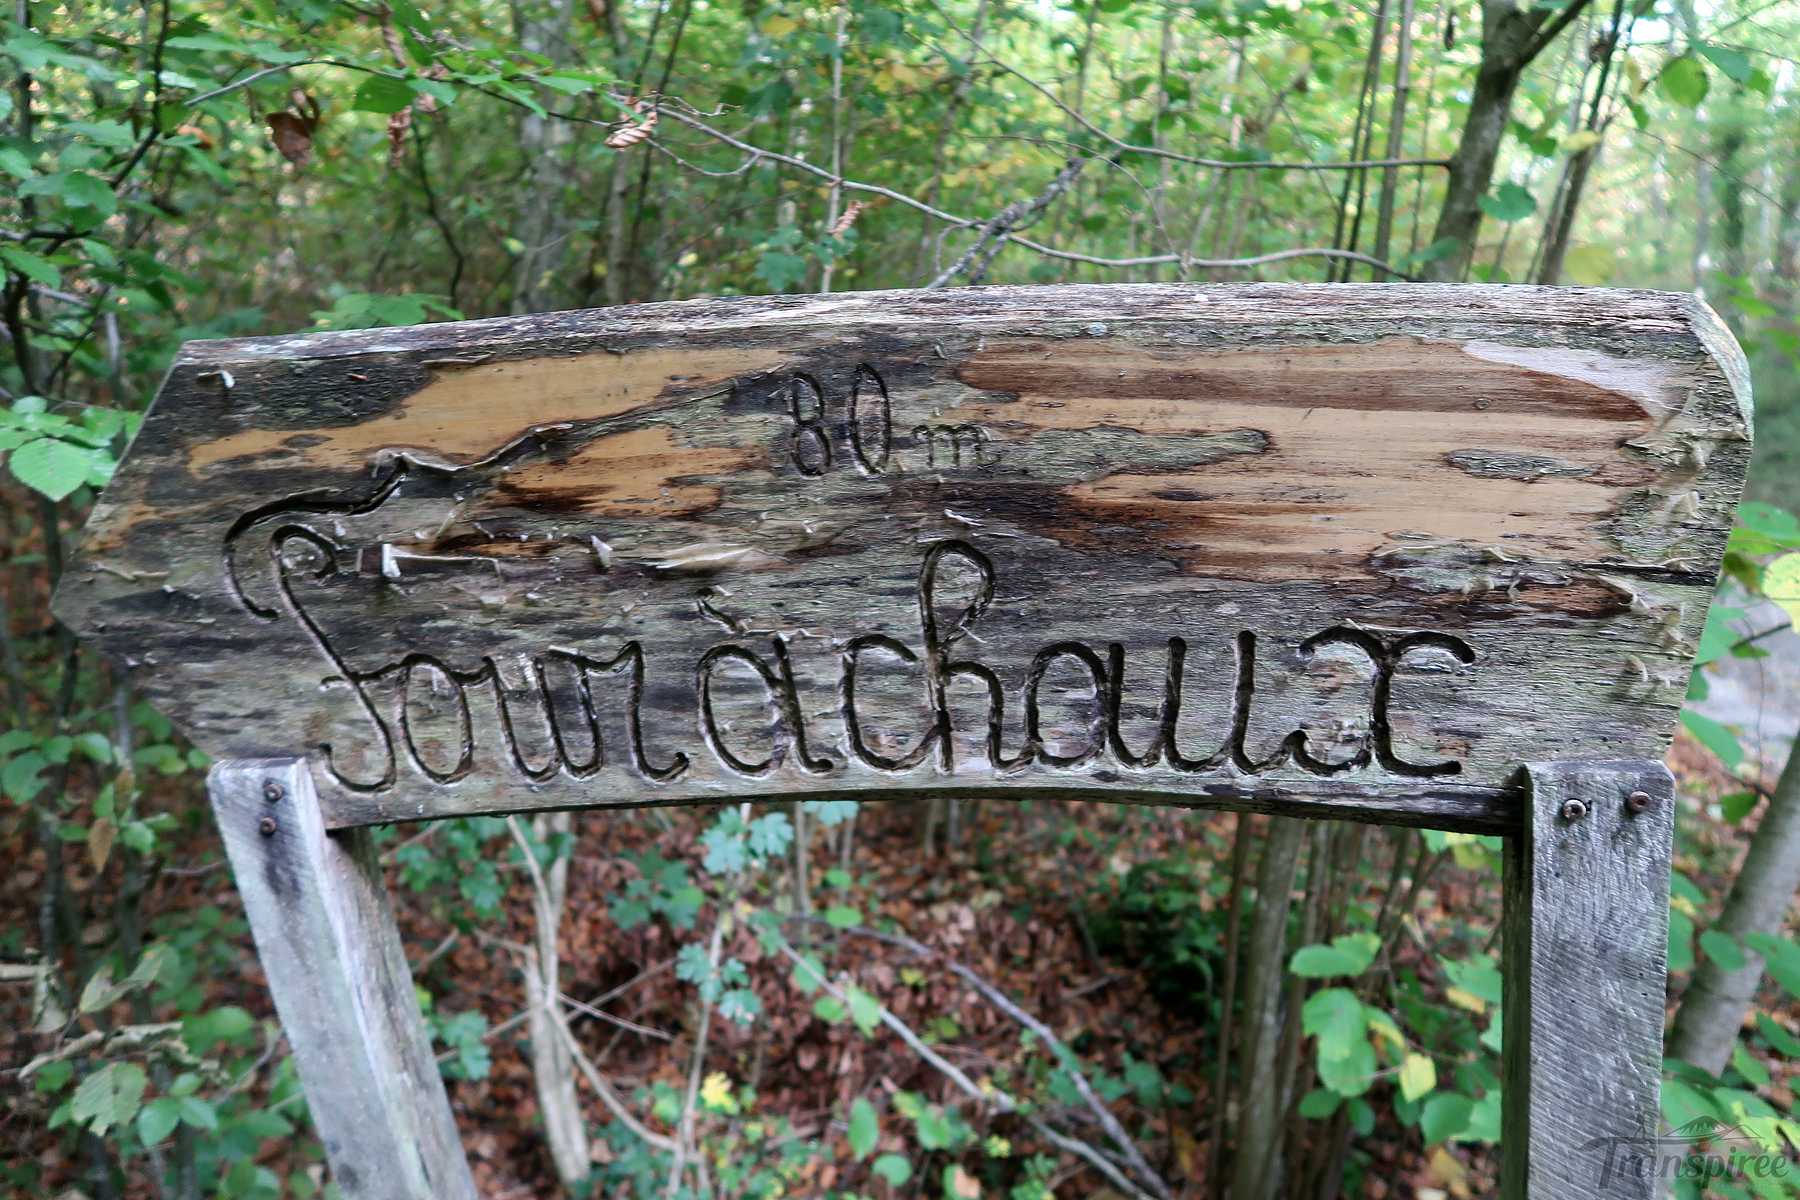 80 m
Four à chaux
Transpirée